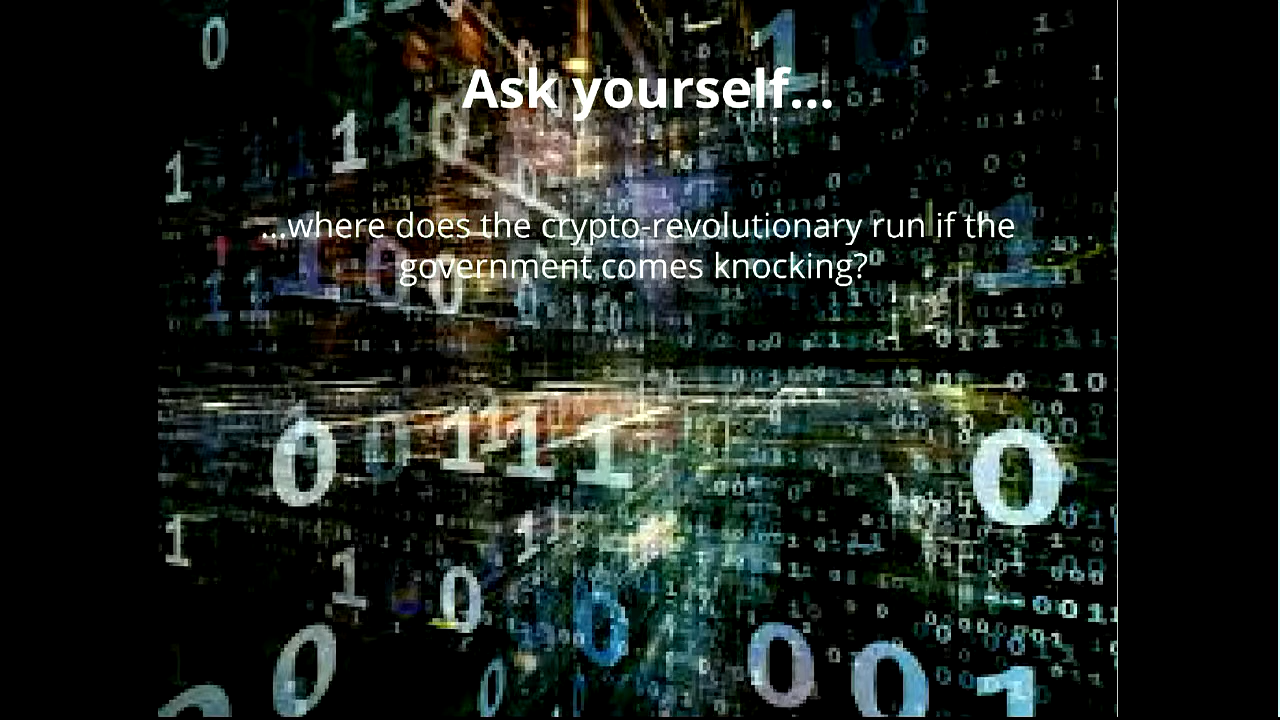 Ask yourself...
...where does the crypto-revolutionary run if the
government comes knocking?